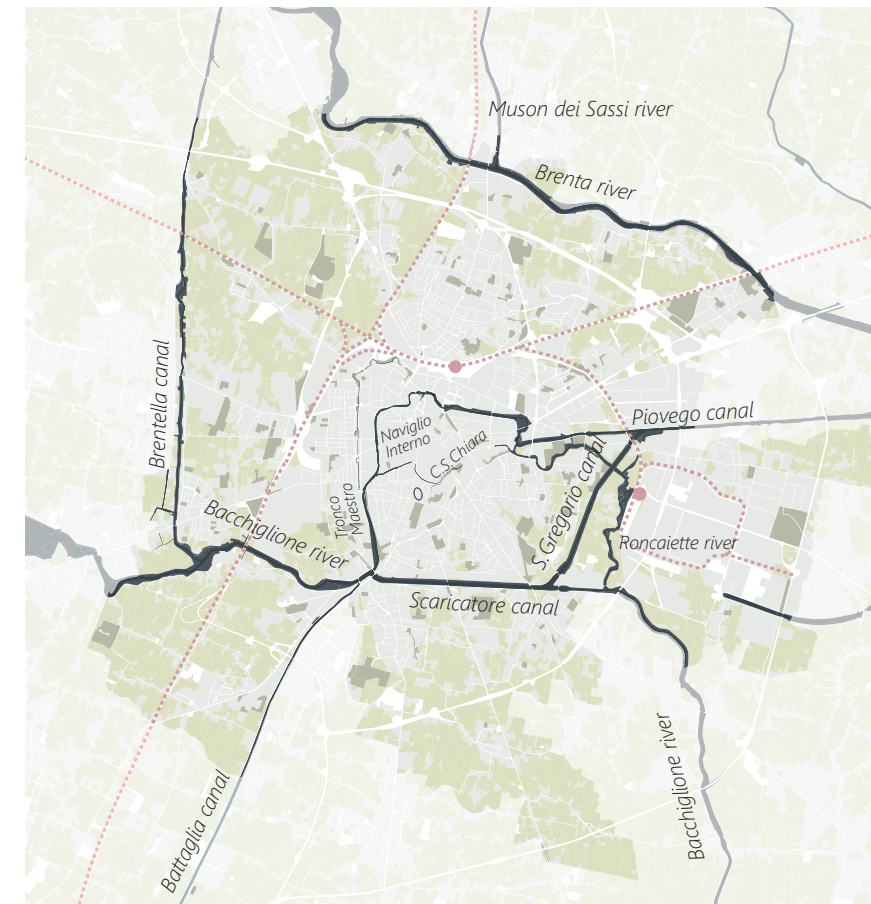 Muson dei Sassi river
Brenta river
Brentella canal
Piovego canal
Naviglio
Interno
C.S.Chiara
S.Gregorio canal
Tronco
Maestro
Bacchiglione river
Roncaiette river
Scaricatore canal
Bacchiglione river
Battaglia canal